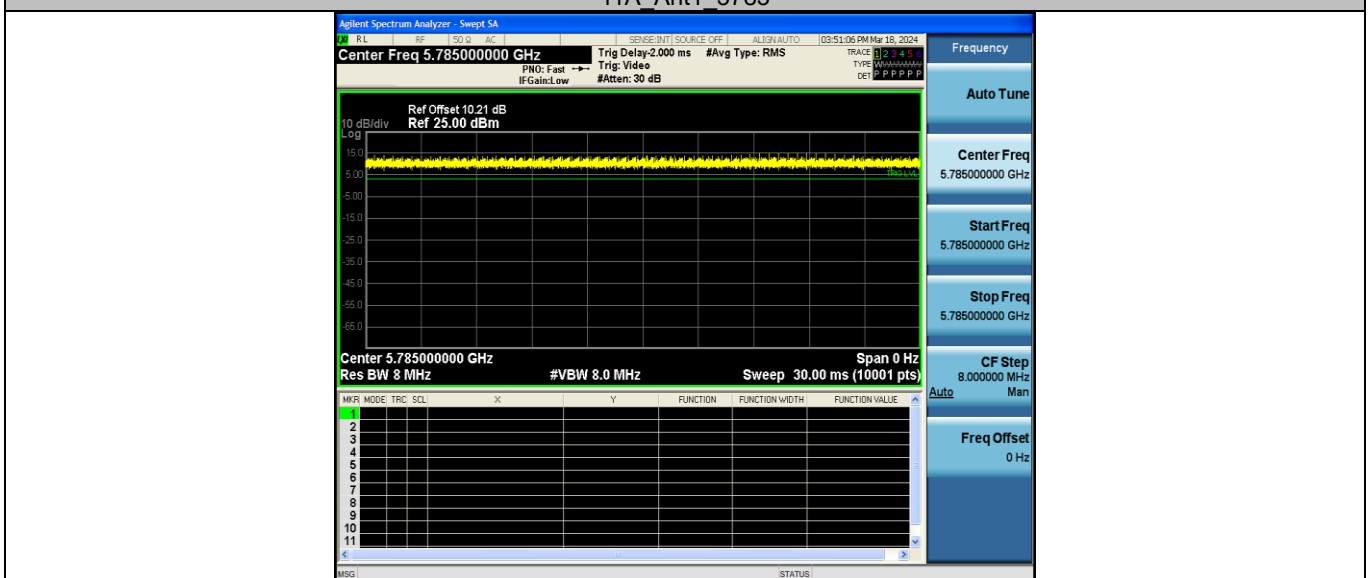 Agilent Spectrum Analyzer - Swept SA
RL RF 50 Ω AC SENSE:INT SOURCE OFF ALIGN AUTO 03:51:06 PM Mar 18, 2024
Center Freq 5.785000000 GHz Trig Delay-2.000 ms #Avg Type: RMS TRACE 1 2 3 4 5 6
PNO: Fast Trig: Video TYPE
IFGain:Low #Atten: 30 dB DET P P P P P P
Ref Offset 10.21 dB
10 dB/div Ref 25.00 dBm
Log
15.0
5.00
TRIG LVL
-5.00
-15.0
-25.0
-35.0
-45.0
-55.0
-65.0
Center 5.785000000 GHz Span 0 Hz
Res BW 8 MHz #VBW 8.0 MHz Sweep 30.00 ms (10001 pts)
MKR MODE TRC SCL X Y FUNCTION FUNCTION WIDTH FUNCTION VALUE
1
2
3
4
5
6
7
8
9
10
11
MSG STATUS
Frequency
Auto Tune
Center Freq
5.785000000 GHz
Start Freq
5.785000000 GHz
Stop Freq
5.785000000 GHz
CF Step
8.000000 MHz
Auto Man
Freq Offset
0 Hz